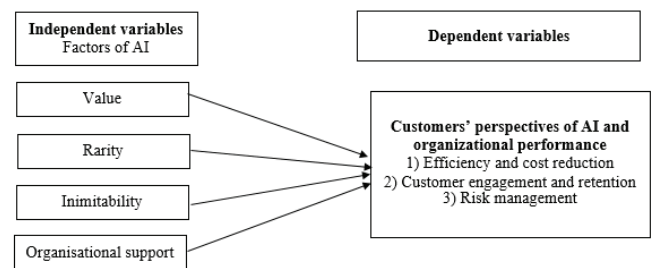 Independent variables
Factors of AI
Dependent variables
Value
Rarity
Inimitability
Organisational support
Customers’ perspectives of AI and
organizational performance
1) Efficiency and cost reduction
2) Customer engagement and retention
3) Risk management